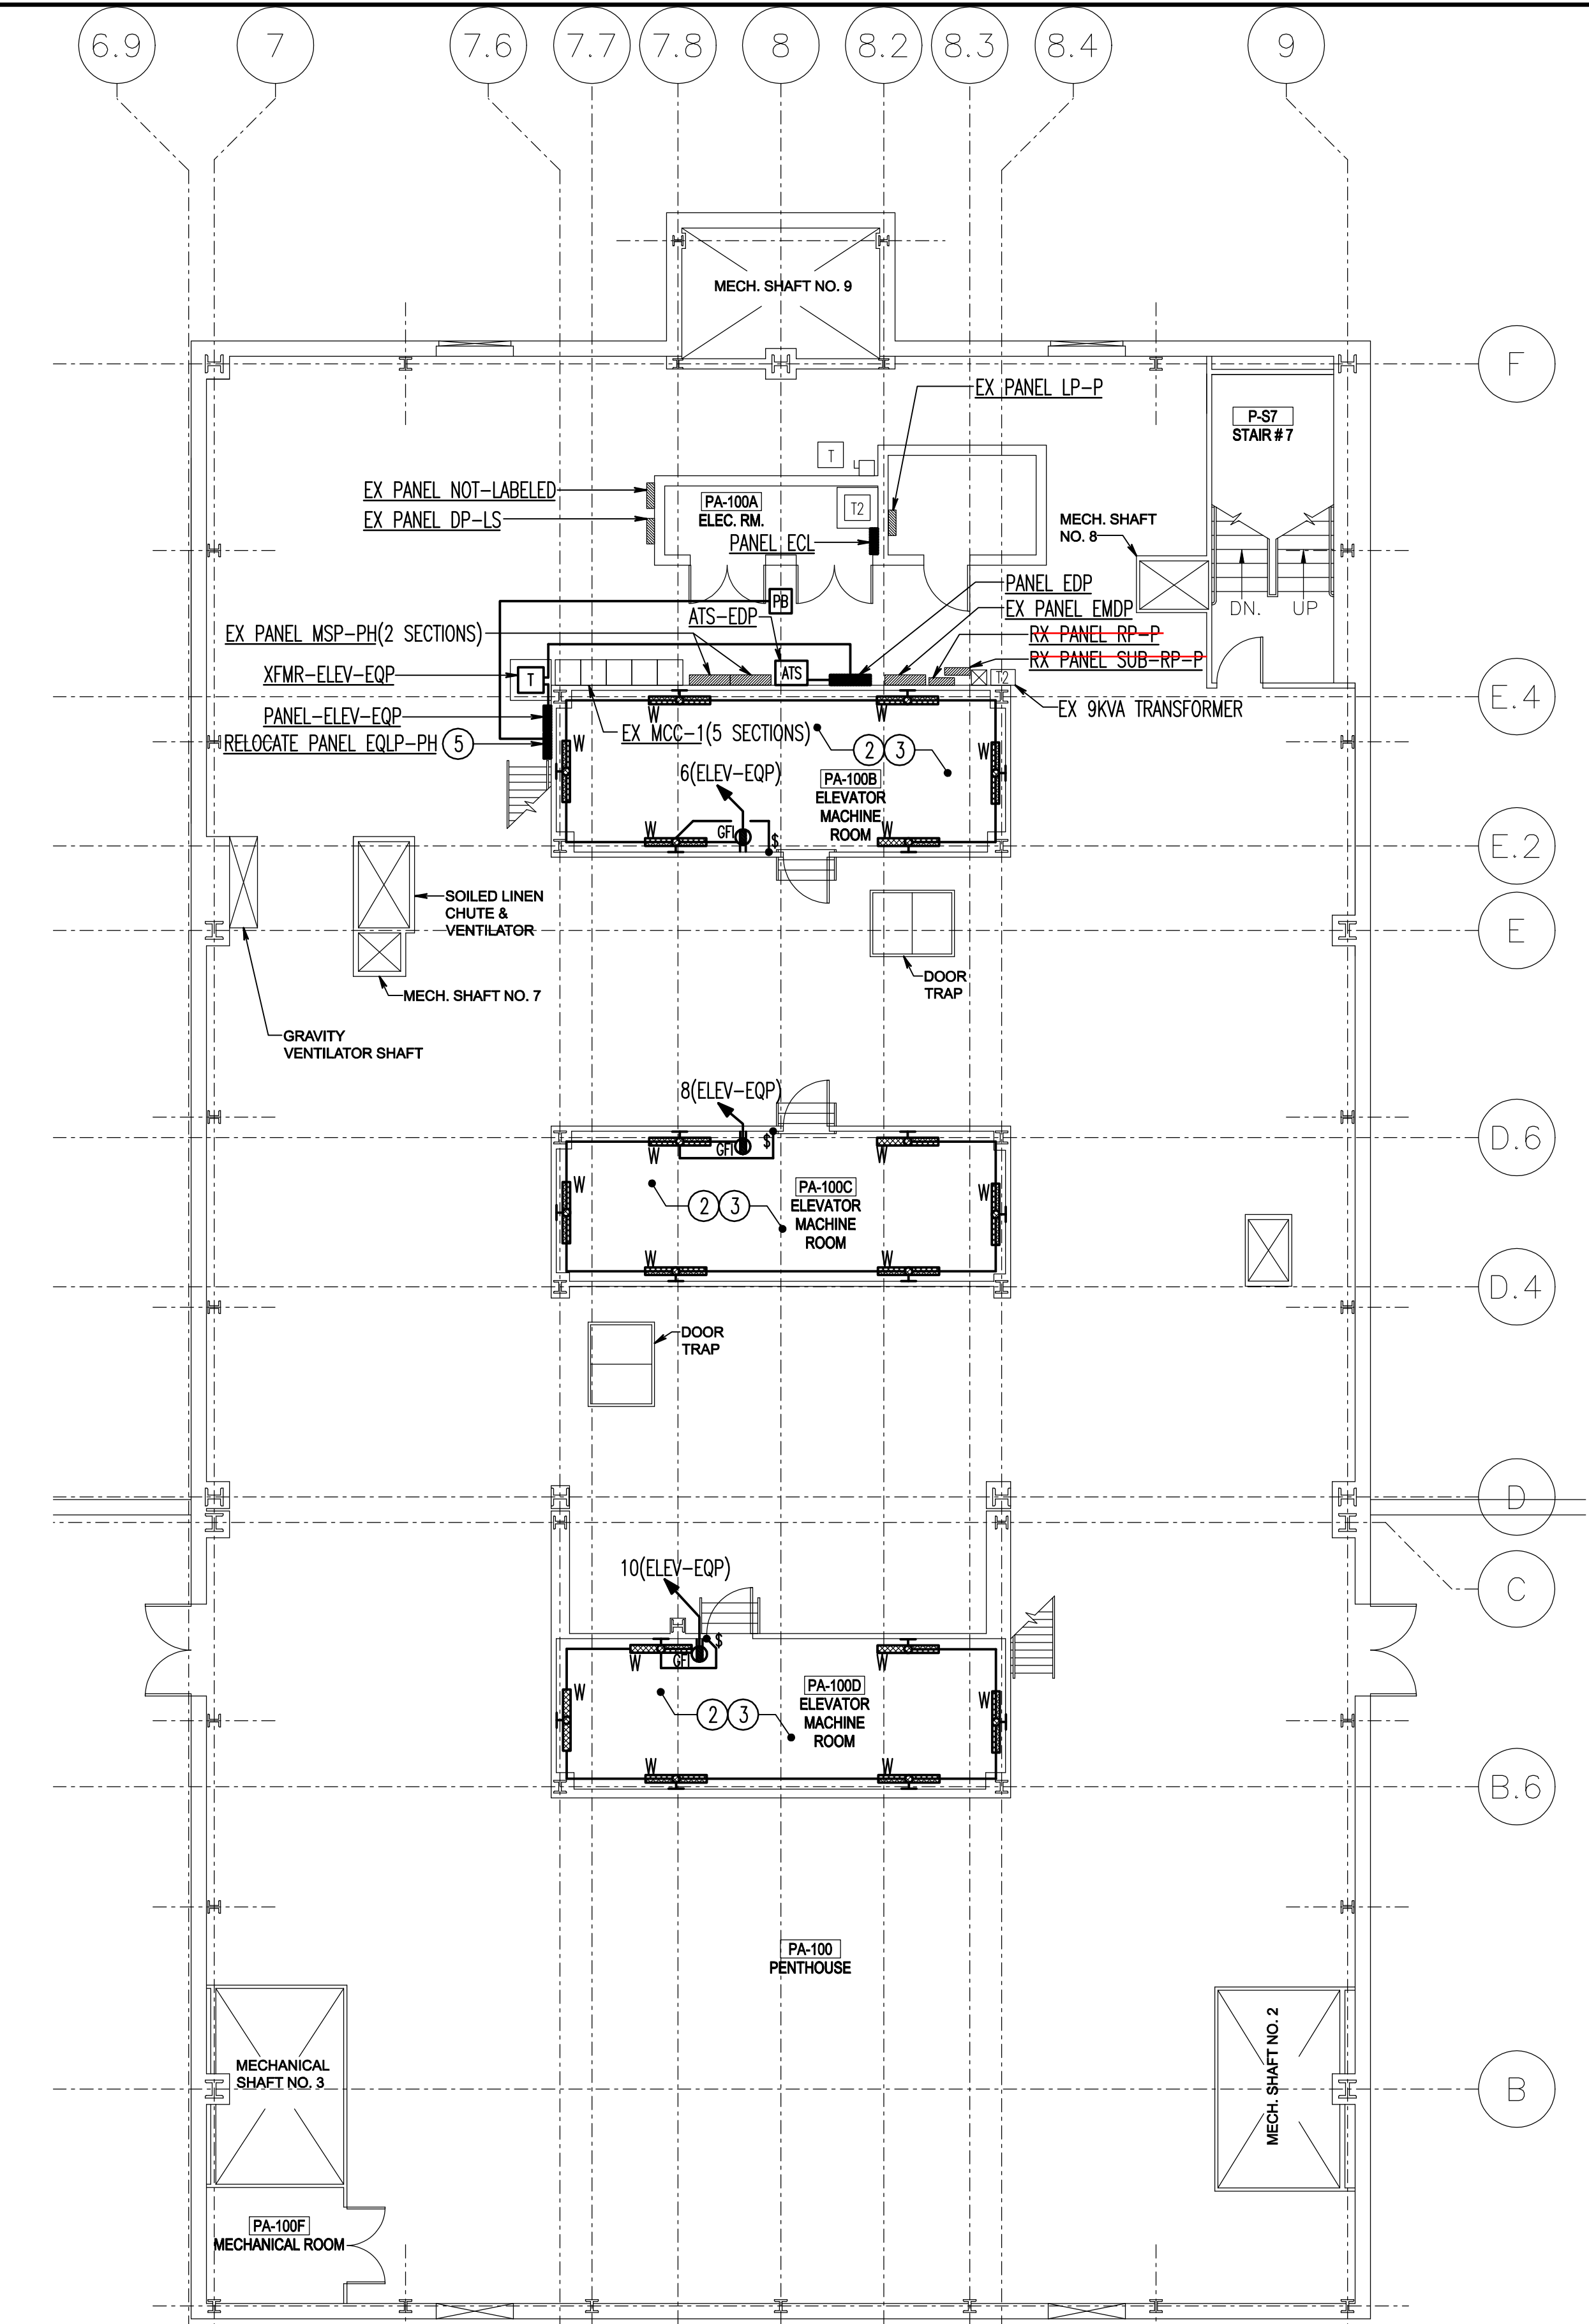 6.9
7
7.6
7.7
7.8
8
8.2
8.3
8.4
9
MECH. SHAFT NO. 9
F
EX PANEL LP-P
P-S7
STAIR # 7
T
EX PANEL NOT-LABELED
EX PANEL DP-LS
PA-100A
ELEC. RM.
T2
PANEL ECL
MECH. SHAFT
NO. 8
DN.
UP
PB
ATS-EDP
PANEL EDP
EX PANEL EMDP
RX PANEL RP-P
RX PANEL SUB-RP-P
EX PANEL MSP-PH(2 SECTIONS)
XFMR-ELEV-EQP
T
ATS
T2
E.4
EX 9KVA TRANSFORMER
PANEL-ELEV-EQP
RELOCATE PANEL EQLP-PH
5
W
W
W
W
EX MCC-1(5 SECTIONS)
2
3
6(ELEV-EQP)
PA-100B
ELEVATOR
MACHINE
ROOM
W
GFI
$
W
E.2
SOILED LINEN
CHUTE &
VENTILATOR
E
DOOR
TRAP
MECH. SHAFT NO. 7
GRAVITY
VENTILATOR SHAFT
8(ELEV-EQP)
D.6
W
GFI
$
W
W
W
2
3
PA-100C
ELEVATOR
MACHINE
ROOM
W
W
D.4
DOOR
TRAP
D
C
10(ELEV-EQP)
$
W
GFI
W
W
W
2
3
PA-100D
ELEVATOR
MACHINE
ROOM
W
W
B.6
PA-100
PENTHOUSE
MECHANICAL
SHAFT NO. 3
MECH. SHAFT NO. 2
B
PA-100F
MECHANICAL ROOM